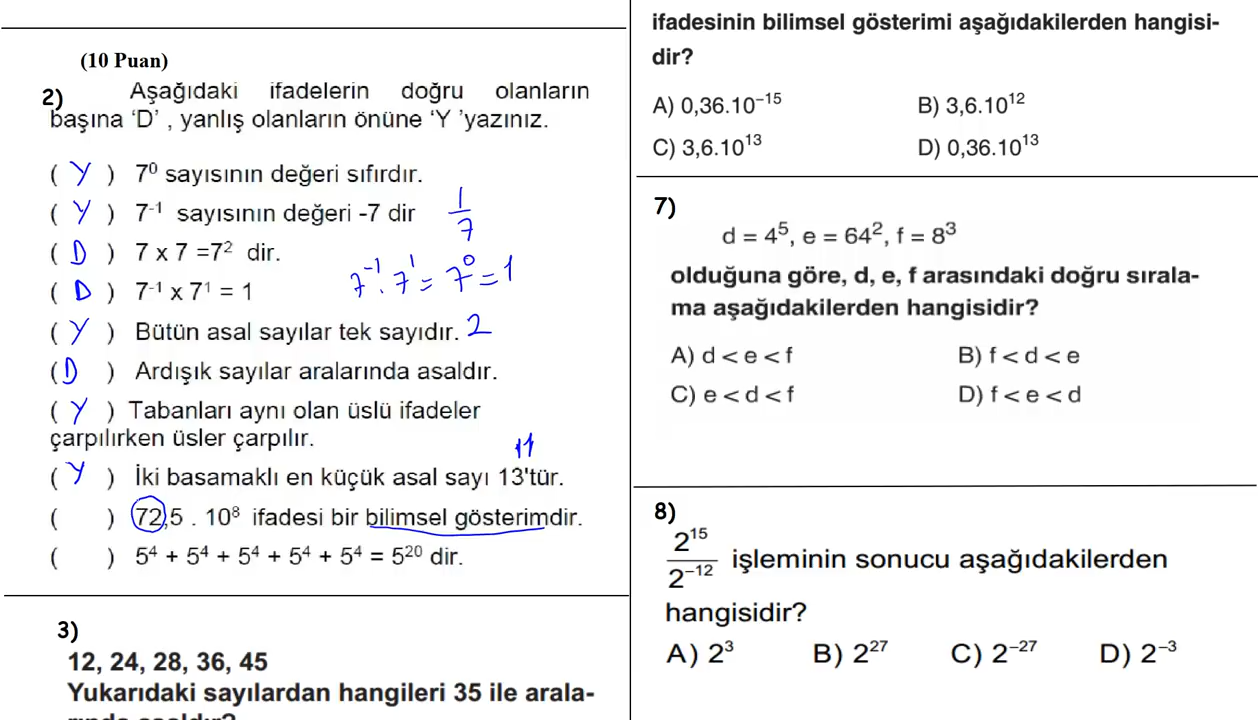 (10 Puan)
2) Aşağıdaki ifadelerin doğru olanların
başına ‘D’ , yanlış olanların önüne ‘Y ’yazınız.
( Y ) 7⁰ sayısının değeri sıfırdır.
( Y ) 7⁻¹ sayısının değeri -7 dir 1/7
( D ) 7 x 7 =7² dir.
( D ) 7⁻¹ x 7¹ = 1 7⁻¹ . 7¹ = 7⁰ = 1
( Y ) Bütün asal sayılar tek sayıdır. 2
( D ) Ardışık sayılar aralarında asaldır.
( Y ) Tabanları aynı olan üslü ifadeler
çarpılırken üsler çarpılır.
11
( Y ) İki basamaklı en küçük asal sayı 13'tür.
( ) 72,5 . 10⁸ ifadesi bir bilimsel gösterimdir.
( ) 5⁴ + 5⁴ + 5⁴ + 5⁴ + 5⁴ = 5²⁰ dir.
3)
12, 24, 28, 36, 45
Yukarıdaki sayılardan hangileri 35 ile arala-
rında asaldır?
ifadesinin bilimsel gösterimi aşağıdakilerden hangisi-
dir?
A) 0,36.10⁻¹⁵ B) 3,6.10¹²
C) 3,6.10¹³ D) 0,36.10¹³
7)
d = 4⁵, e = 64², f = 8³
olduğuna göre, d, e, f arasındaki doğru sırala-
ma aşağıdakilerden hangisidir?
A) d < e < f B) f < d < e
C) e < d < f D) f < e < d
8)
2¹⁵/2⁻¹² işleminin sonucu aşağıdakilerden
hangisidir?
A) 2³ B) 2²⁷ C) 2⁻²⁷ D) 2⁻³